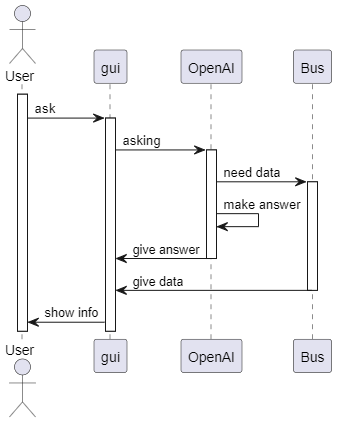 User
gui
OpenAI
Bus
ask
asking
need data
make answer
give answer
give data
show info
User
gui
OpenAI
Bus